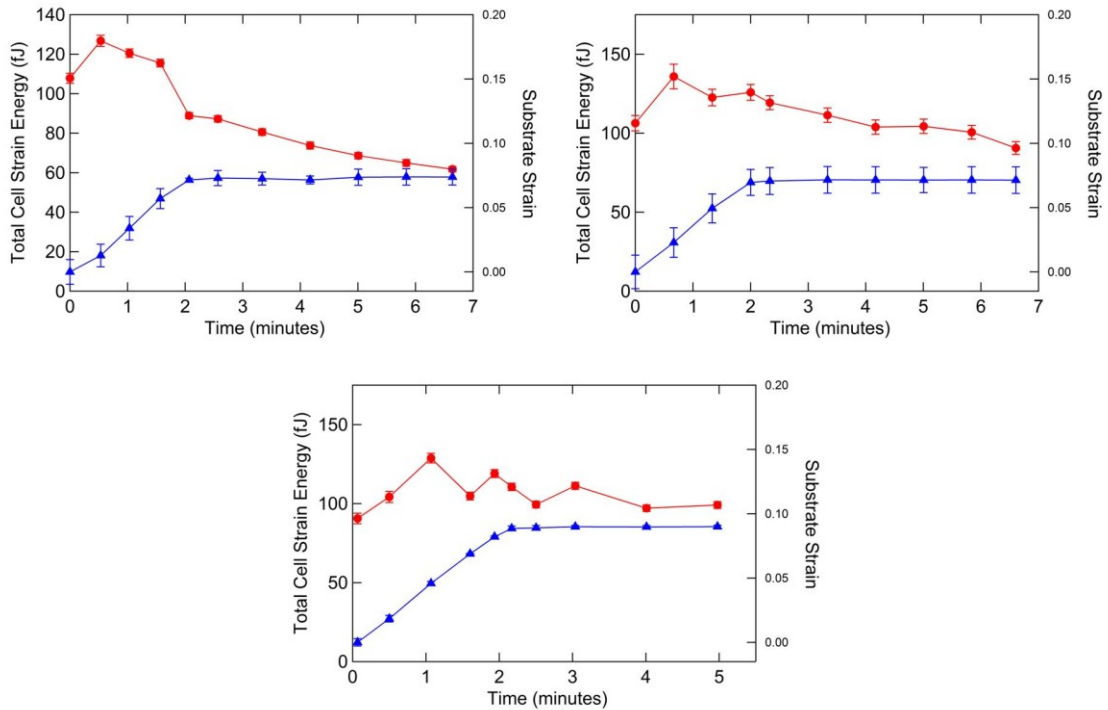 140
120
100
80
60
40
20
0
Total Cell Strain Energy (fJ)
0.20
0.15
0.10
0.05
0.00
Substrate Strain
0 1 2 3 4 5 6 7
Time (minutes)
150
100
50
0
Total Cell Strain Energy (fJ)
0.20
0.15
0.10
0.05
0.00
Substrate Strain
0 1 2 3 4 5 6 7
Time (minutes)
150
100
50
0
Total Cell Strain Energy (fJ)
0.20
0.15
0.10
0.05
0.00
Substrate Strain
0 1 2 3 4 5
Time (minutes)